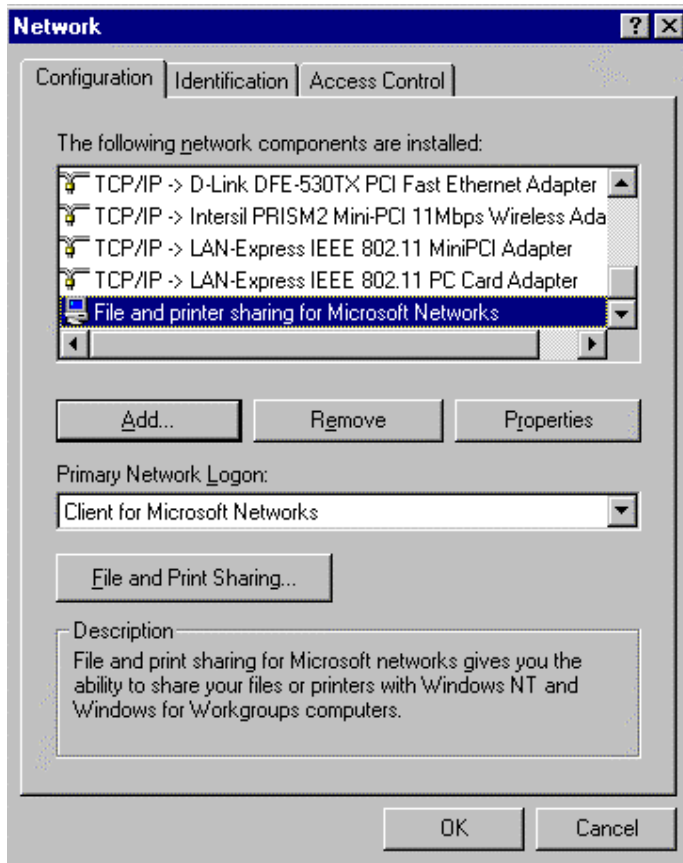 Network
Configuration Identification Access Control
The following network components are installed:
TCP/IP -> D-Link DFE-530TX PCI Fast Ethernet Adapter
TCP/IP -> Intersil PRISM2 Mini-PCI 11Mbps Wireless Ada
TCP/IP -> LAN-Express IEEE 802.11 MiniPCI Adapter
TCP/IP -> LAN-Express IEEE 802.11 PC Card Adapter
File and printer sharing for Microsoft Networks
Add... Remove Properties
Primary Network Logon:
Client for Microsoft Networks
File and Print Sharing...
Description
File and print sharing for Microsoft networks gives you the
ability to share your files or printers with Windows NT and
Windows for Workgroups computers.
OK Cancel